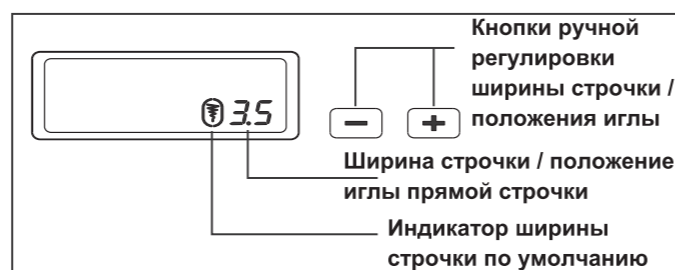 Кнопки ручной
регулировки
ширины строчки /
положения иглы
3.5
− +
Ширина строчки / положение
иглы прямой строчки
Индикатор ширины
строчки по умолчанию